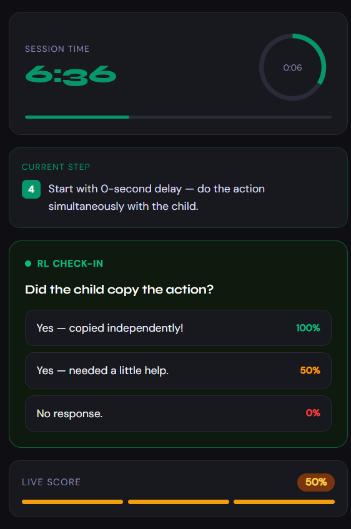 SESSION TIME
6:36
0:06
CURRENT STEP
4 Start with 0-second delay — do the action
simultaneously with the child.
RL CHECK-IN
Did the child copy the action?
Yes — copied independently! 100%
Yes — needed a little help. 50%
No response. 0%
LIVE SCORE 50%